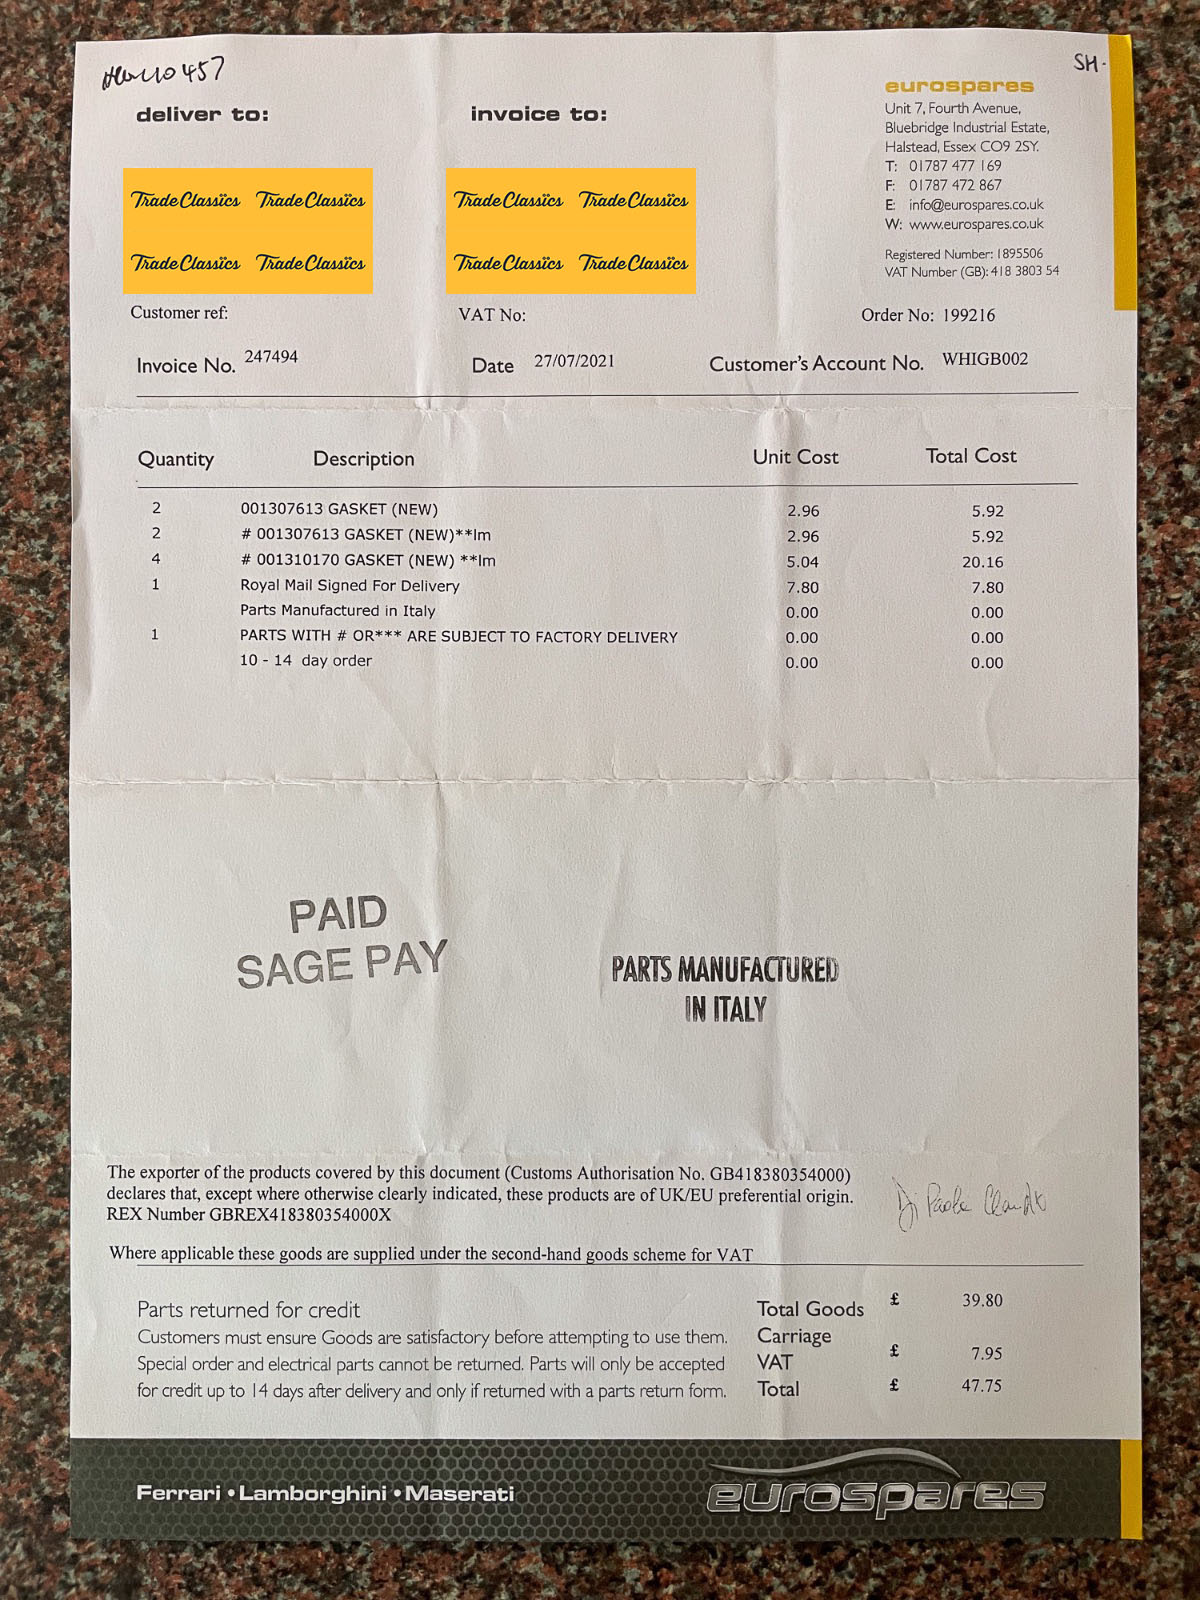 457
SH.
deliver to:
invoice to:
eurospares
Unit 7, Fourth Avenue,
Bluebridge Industrial Estate,
Halstead, Essex CO9 2SY.
T: 01787 477 169
F: 01787 472 867
E: info@eurospares.co.uk
W: www.eurospares.co.uk
Registered Number: 1895506
VAT Number (GB): 418 3803 54
Trade Classics Trade Classics
Trade Classics Trade Classics
Trade Classics Trade Classics
Trade Classics Trade Classics
Customer ref: VAT No: Order No: 199216
Invoice No. 247494 Date 27/07/2021 Customer's Account No. WHIGB002
Quantity Description Unit Cost Total Cost
2 001307613 GASKET (NEW) 2.96 5.92
2 # 001307613 GASKET (NEW)**lm 2.96 5.92
4 # 001310170 GASKET (NEW) **lm 5.04 20.16
1 Royal Mail Signed For Delivery 7.80 7.80
Parts Manufactured in Italy 0.00 0.00
1 PARTS WITH # OR*** ARE SUBJECT TO FACTORY DELIVERY 0.00 0.00
10 - 14 day order 0.00 0.00
PAID
SAGE PAY
PARTS MANUFACTURED
IN ITALY
The exporter of the products covered by this document (Customs Authorisation No. GB418380354000)
declares that, except where otherwise clearly indicated, these products are of UK/EU preferential origin.
REX Number GBREX418380354000X
Where applicable these goods are supplied under the second-hand goods scheme for VAT
Parts returned for credit
Customers must ensure Goods are satisfactory before attempting to use them.
Special order and electrical parts cannot be returned. Parts will only be accepted
for credit up to 14 days after delivery and only if returned with a parts return form.
Total Goods £ 39.80
Carriage
VAT £ 7.95
Total £ 47.75
Ferrari • Lamborghini • Maserati
eurospares